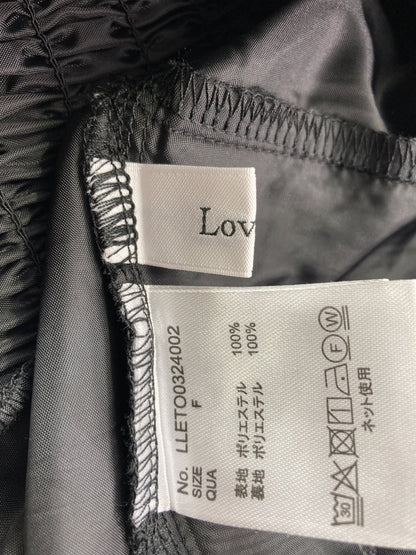 Lov
No. LLETO0324002
SIZE F
QUA
表地 ポリエステル 100%
裏地 ポリエステル 100%
30 F W
ネット使用